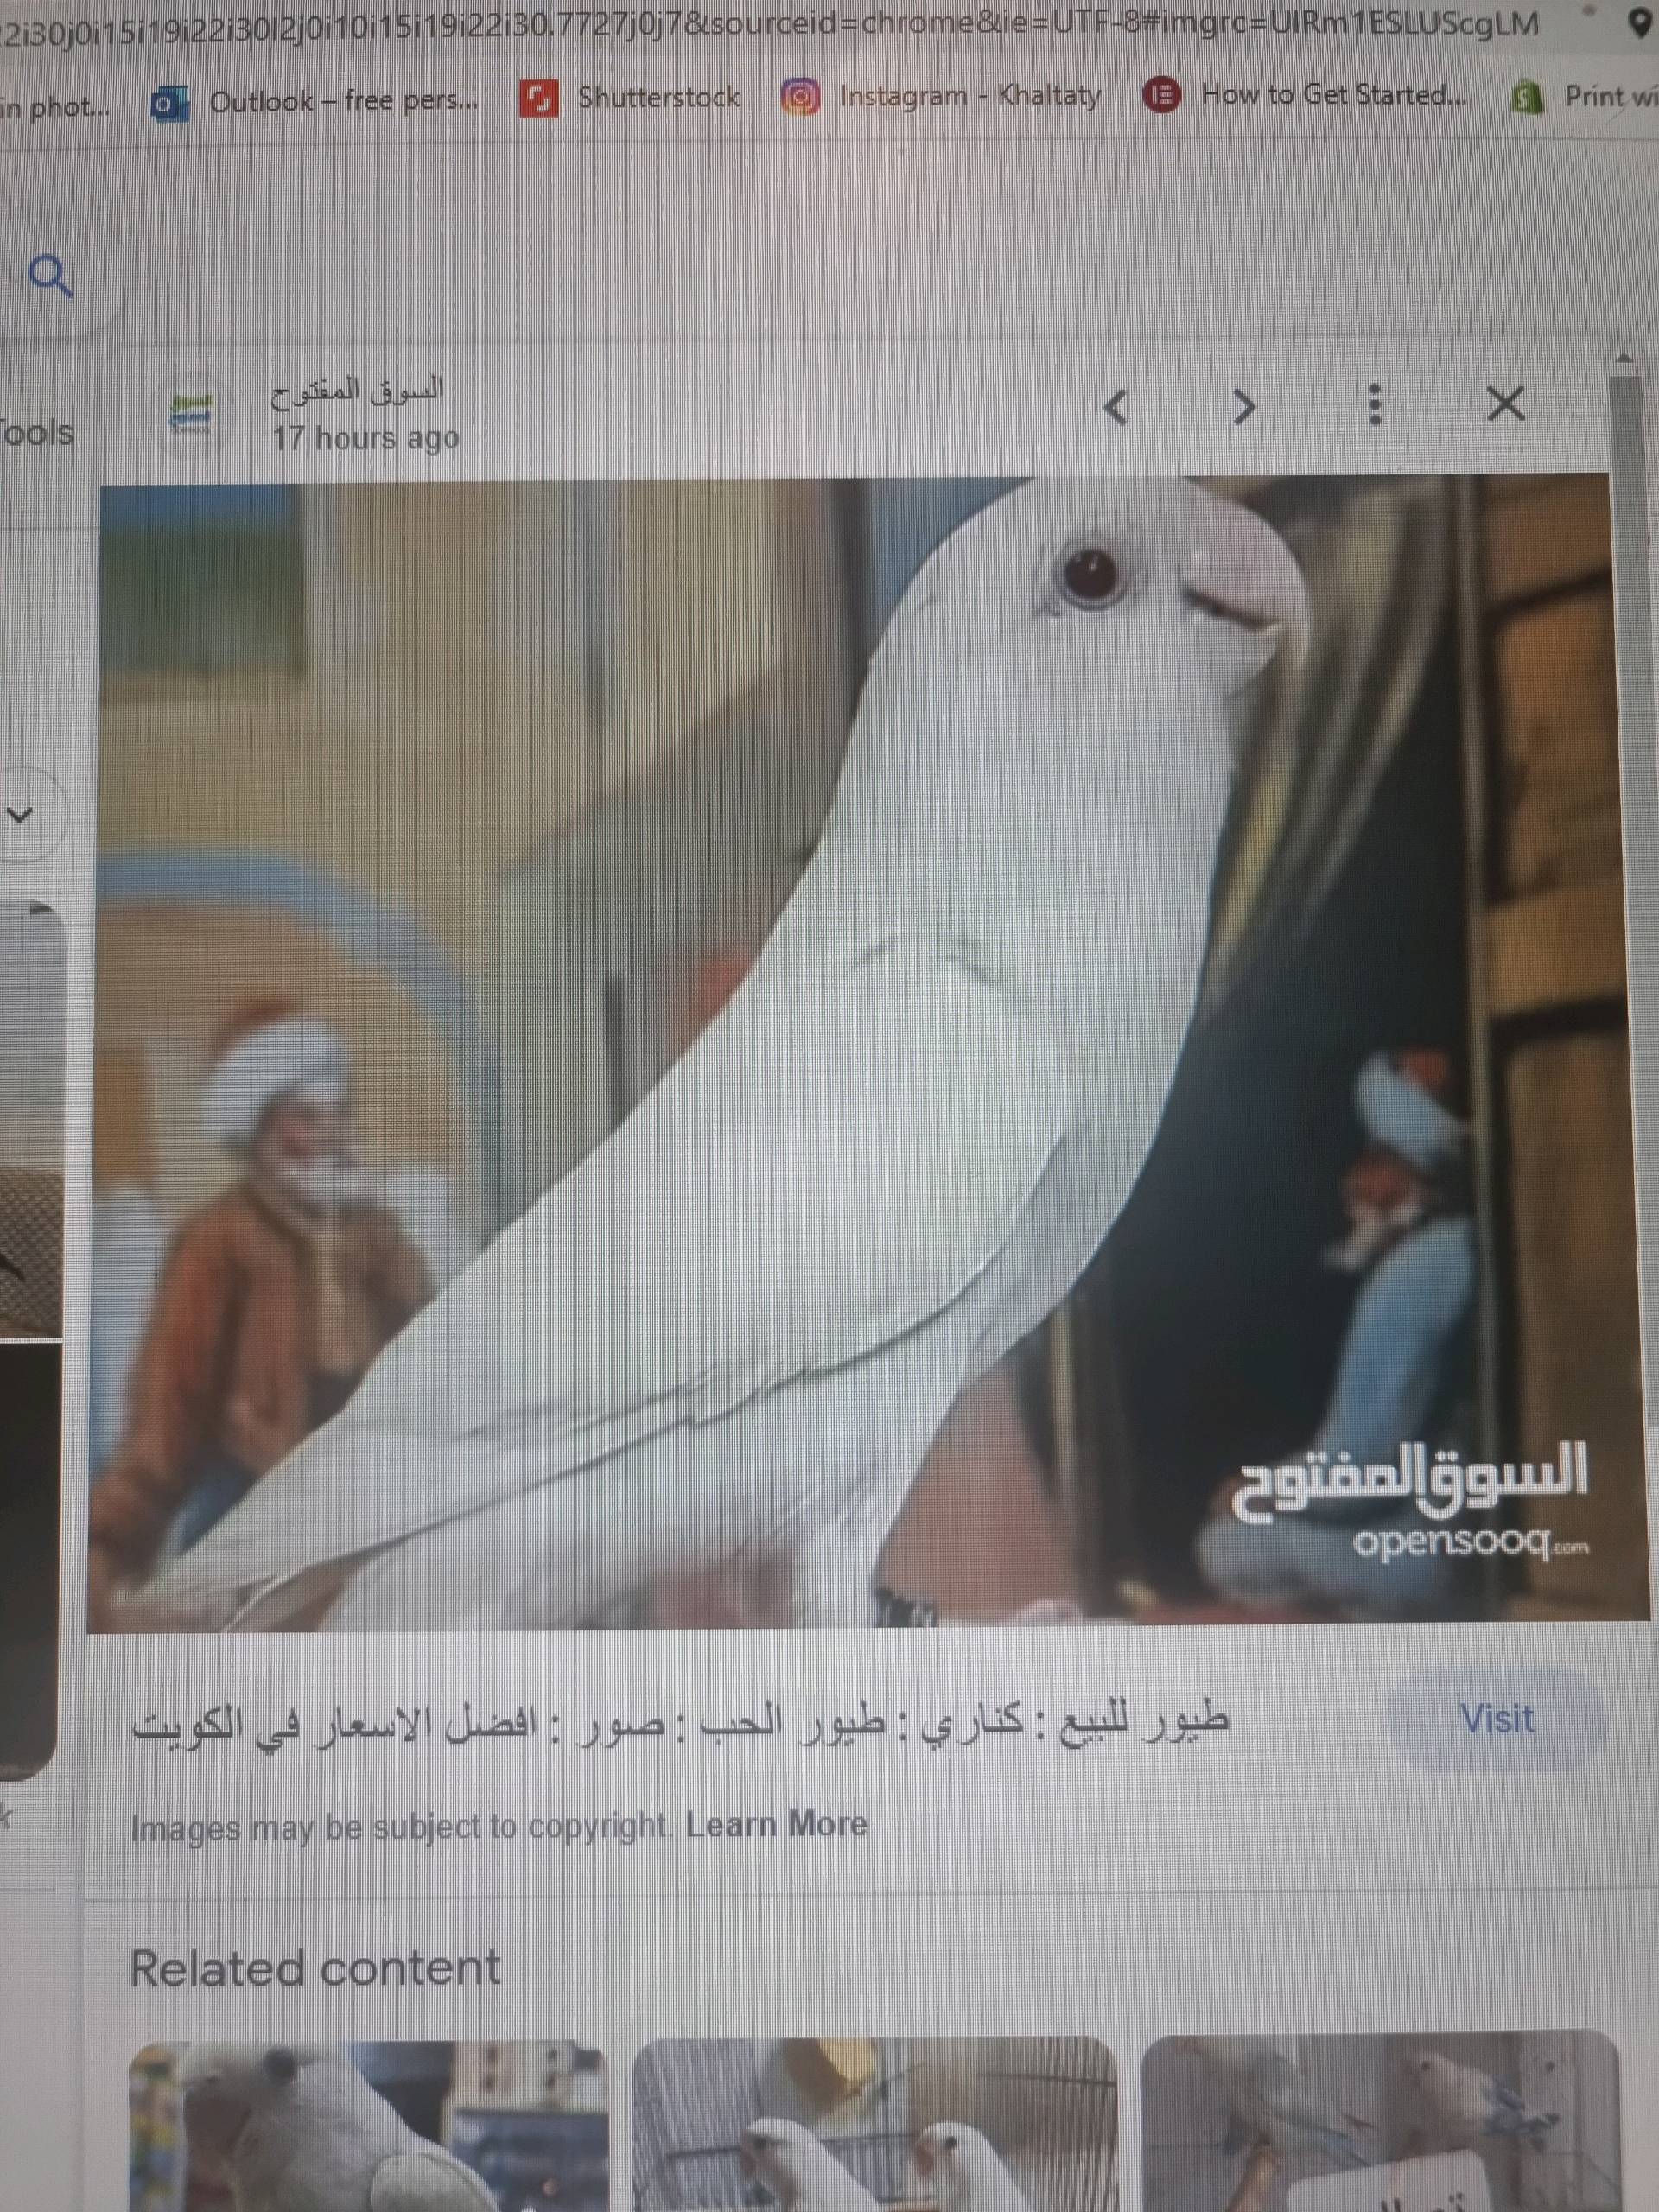 2i30j0i15i19i22i30l2j0i10i15i19i22i30.7727j0j7&sourceid=chrome&ie=UTF-8#imgrc=UIRm1ESLUScgLM
in phot... Outlook – free pers... Shutterstock Instagram - Khaltaty How to Get Started... Print wi
السوق المفتوح
17 hours ago
ools
السوق المفتوح
opensooq.com
طيور للبيع : كناري : طيور الحب : صور : افضل الاسعار في الكويت
Visit
Images may be subject to copyright. Learn More
Related content